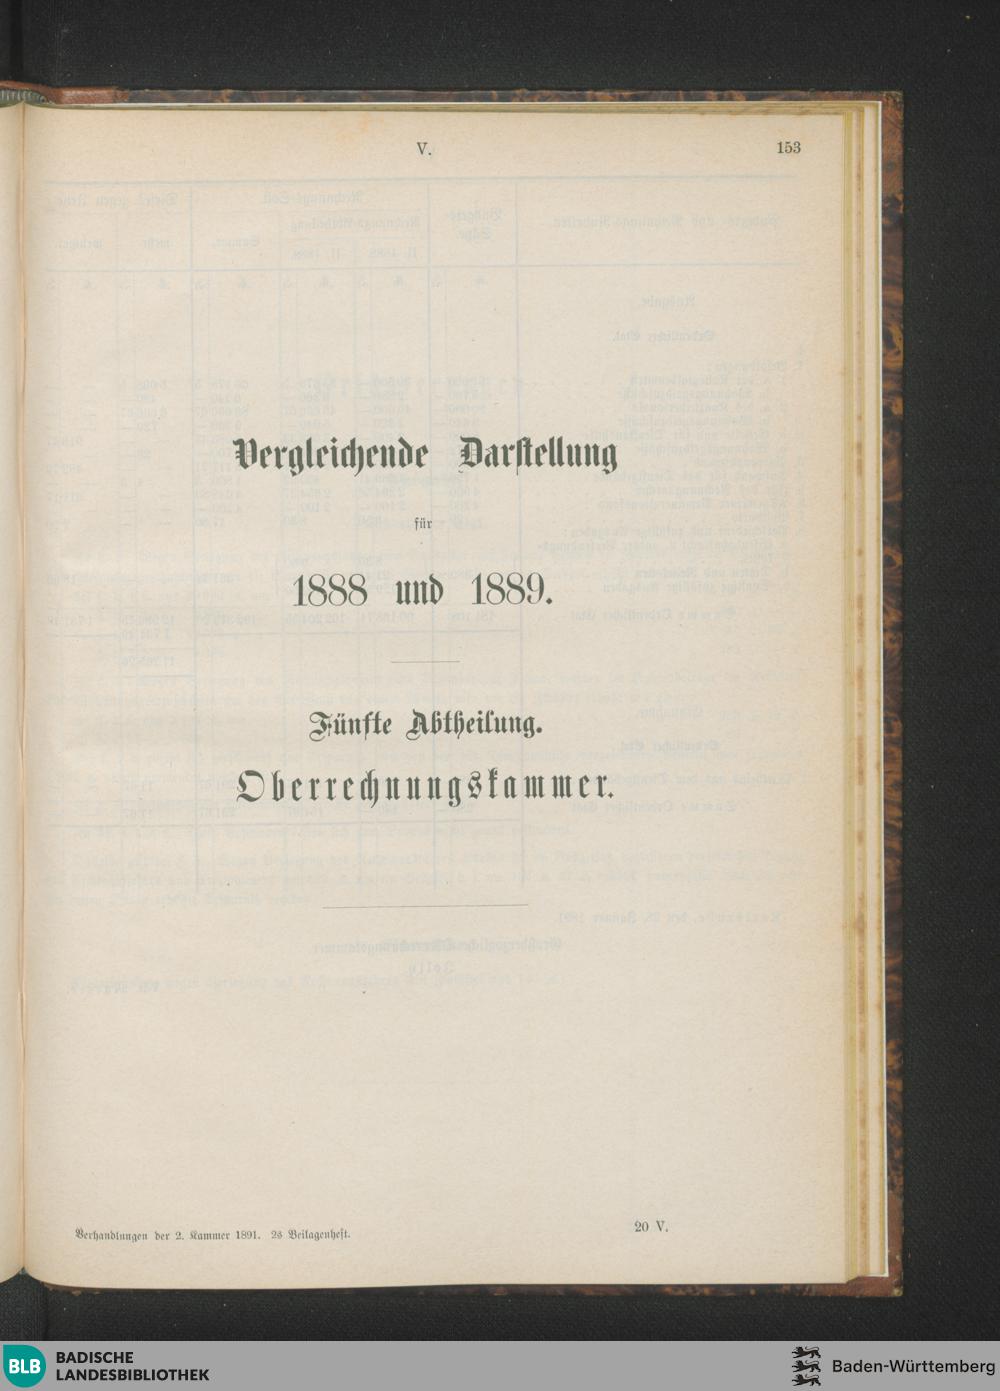 V.
153
Vergleichende Darstellung
für
1888 und 1889.
Fünfte Abtheilung.
Oberrechnungskammer.
Verhandlungen der 2. Kammer 1891. 2s Beilagenheft.
20 V.
BLB
BADISCHE
LANDESBIBLIOTHEK
Baden-Württemberg